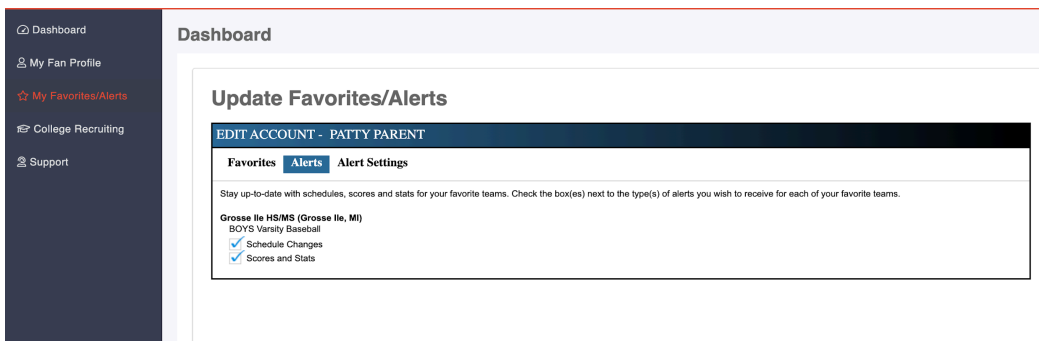 Dashboard
My Fan Profile
My Favorites/Alerts
College Recruiting
Support
Dashboard
Update Favorites/Alerts
EDIT ACCOUNT - PATTY PARENT
Favorites Alerts Alert Settings
Stay up-to-date with schedules, scores and stats for your favorite teams. Check the box(es) next to the type(s) of alerts you wish to receive for each of your favorite teams.
Grosse Ile HS/MS (Grosse Ile, MI)
BOYS Varsity Baseball
Schedule Changes
Scores and Stats